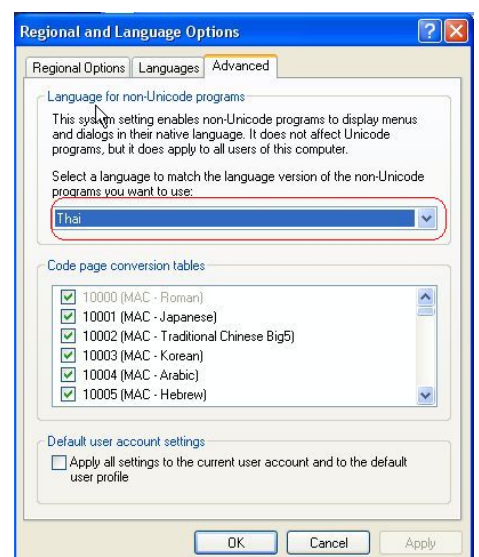 Regional and Language Options
Regional Options Languages Advanced
Language for non-Unicode programs
This system setting enables non-Unicode programs to display menus
and dialogs in their native language. It does not affect Unicode
programs, but it does apply to all users of this computer.
Select a language to match the language version of the non-Unicode
programs you want to use:
Thai
Code page conversion tables
10000 (MAC - Roman)
10001 (MAC - Japanese)
10002 (MAC - Traditional Chinese Big5)
10003 (MAC - Korean)
10004 (MAC - Arabic)
10005 (MAC - Hebrew)
Default user account settings
Apply all settings to the current user account and to the default
user profile
OK Cancel Apply